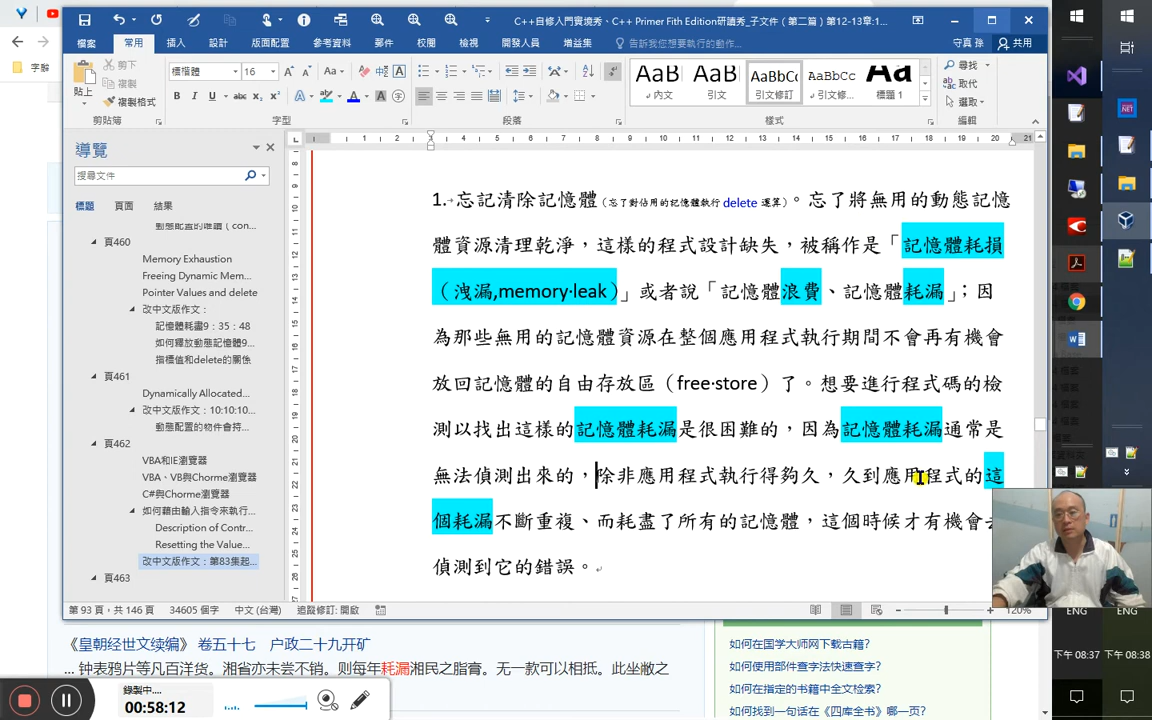 C++自修入門實境秀、C++ Primer Fith Edition研讀秀_子文件（第二篇）第12-13章:1...
檔案 常用 插入 設計 版面配置 參考資料 郵件 校閱 檢視 開發人員 增益集 告訴我您想要執行的動作... 守真 孫 共用
字齡
貼上
剪下
複製
複製格式
標楷體 16
B I U abc
AaBb AaBb AaBbCc AaBbCc AaBb
內文 引文 引文修訂 引文修... 標題 1
尋找
取代
選取
剪貼簿 字型 段落 樣式 編輯
導覽
搜尋文件
標題 頁面 結果
動態配置的唯讀（con...
頁460
Memory Exhaustion
Freeing Dynamic Mem...
Pointer Values and delete
改中文版作文：
記憶體耗盡9：35：48
如何釋放動態記憶體9...
指標值和delete的關係
頁461
Dynamically Allocated...
改中文版作文：10:10:10...
動態配置的物件會持...
頁462
VBA和IE瀏覽器
VBA、VB與Chorme瀏覽器
C#與Chorme瀏覽器
如何藉由輸入指令來執行...
Description of Contr...
Resetting the Value...
改中文版作文：第83集起...
頁463
1. 忘記清除記憶體（忘了對佔用的記憶體執行 delete 運算）。忘了將無用的動態記憶
體資源清理乾淨，這樣的程式設計缺失，被稱作是「記憶體耗損
（洩漏,memory·leak）」或者說「記憶體浪費、記憶體耗漏」；因
為那些無用的記憶體資源在整個應用程式執行期間不會再有機會
放回記憶體的自由存放區（free·store）了。想要進行程式碼的檢
測以找出這樣的記憶體耗漏是很困難的，因為記憶體耗漏通常是
無法偵測出來的，除非應用程式執行得夠久，久到應用程式的這
個耗漏不斷重複、而耗盡了所有的記憶體，這個時候才有機會去
偵測到它的錯誤。
第 93 頁，共 146 頁 34605 個字 中文 (台灣) 追蹤修訂: 開啟 120%
《皇朝经世文续编》 卷五十七 户政二十九开矿
... 钟表鸦片等凡百洋货。湘省亦未尝不销。则每年耗漏湘民之脂膏。无一款可以相抵。此坐敝之
如何在国学大师网下载古籍?
如何使用部件查字法快速查字?
如何在指定的书籍中全文检索?
如何找到一句话在《四库全书》哪一页?
錄製中....
00:58:12
ENG ENG
下午 08:37 下午 08:38